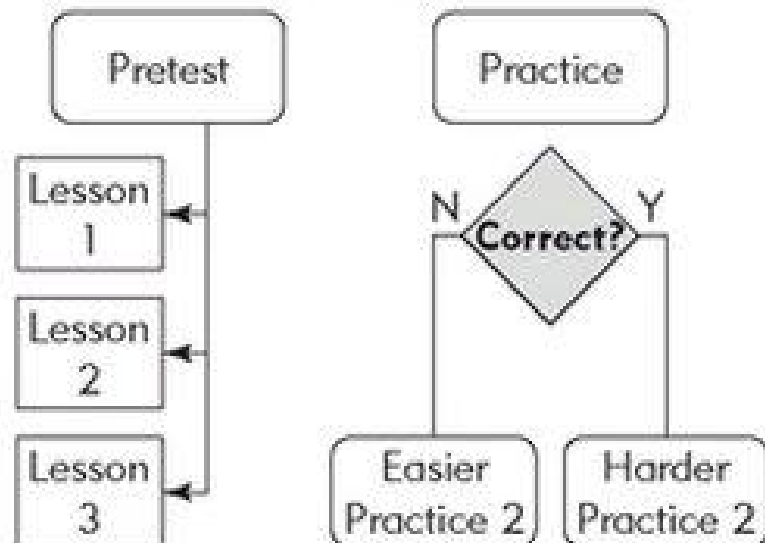 Pretest
Lesson
1
Lesson
2
Lesson
3
Practice
N
Correct?
Y
Easier
Practice 2
Harder
Practice 2